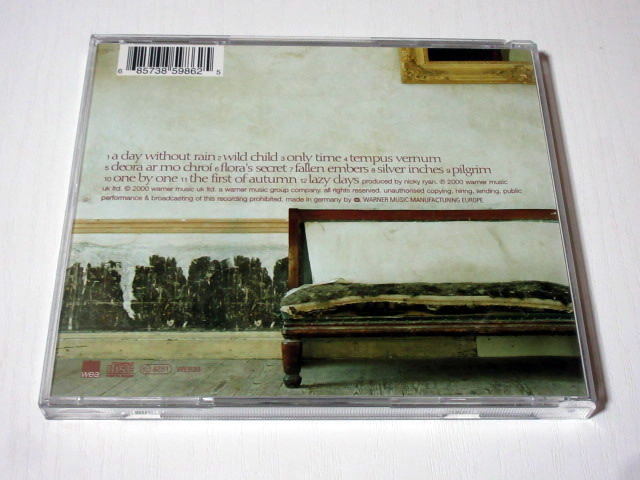 6 85738 59862 5
1 a day without rain 2 wild child 3 only time 4 tempus vernum
5 deora ar mo chroí 6 flora's secret 7 fallen embers 8 silver inches 9 pilgrim
10 one by one 11 the first of autumn 12 lazy days produced by nicky ryan. ℗ 2000 warner music
uk ltd. © 2000 warner music uk ltd. a warner music group company. all rights reserved. unauthorised copying, hiring, lending, public
performance & broadcasting of this recording prohibited. made in germany by WARNER MUSIC MANUFACTURING EUROPE
wea